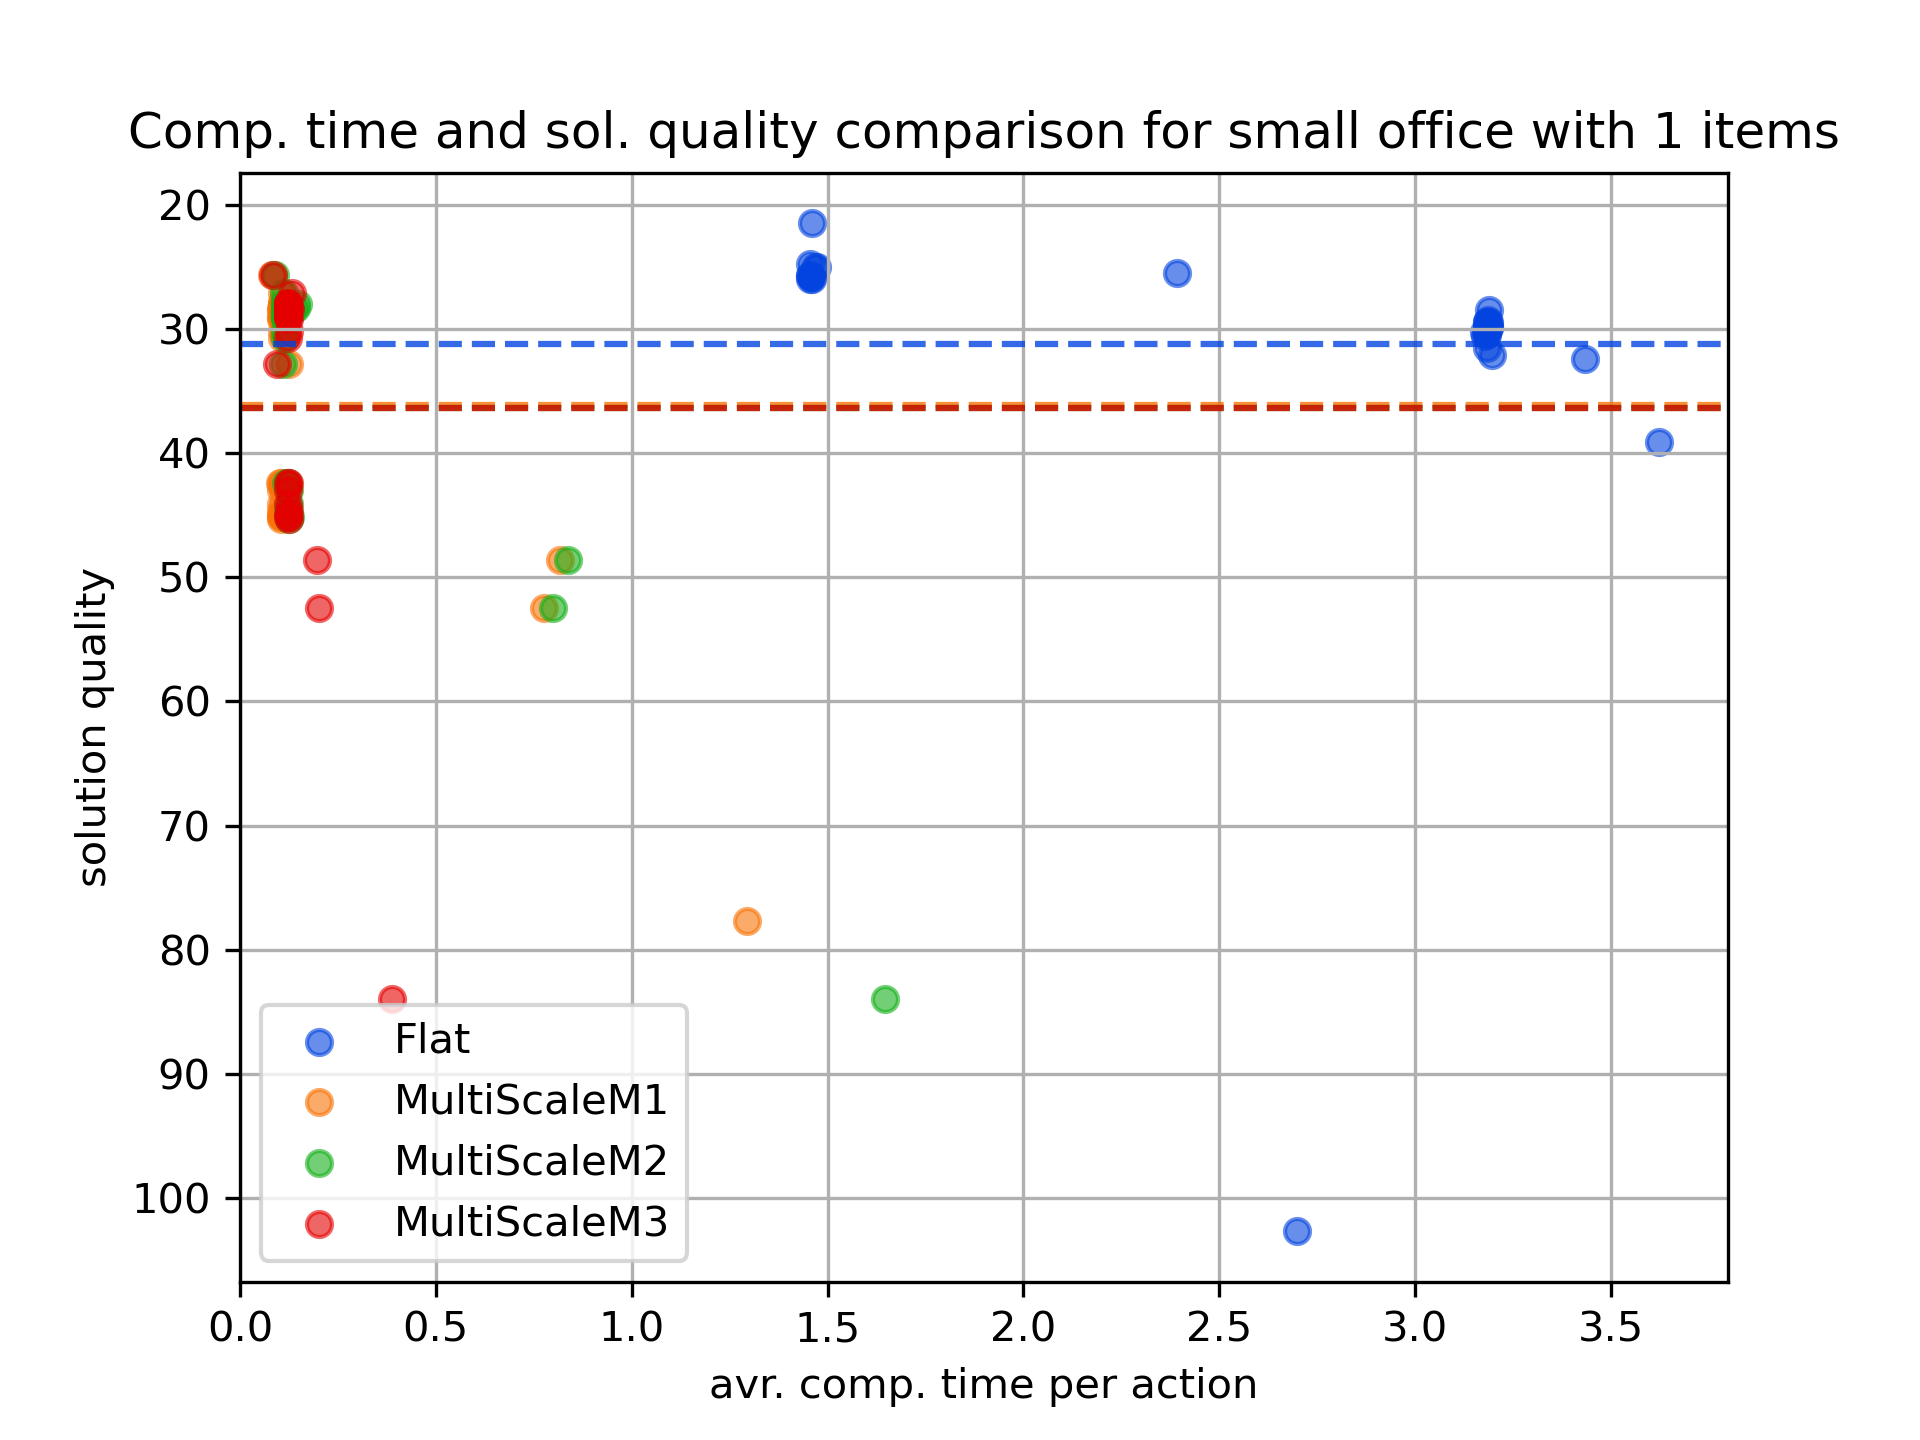 Comp. time and sol. quality comparison for small office with 1 items
20
30
40
50
60
70
80
90
100
solution quality
Flat
MultiScaleM1
MultiScaleM2
MultiScaleM3
0.0 0.5 1.0 1.5 2.0 2.5 3.0 3.5
avr. comp. time per action